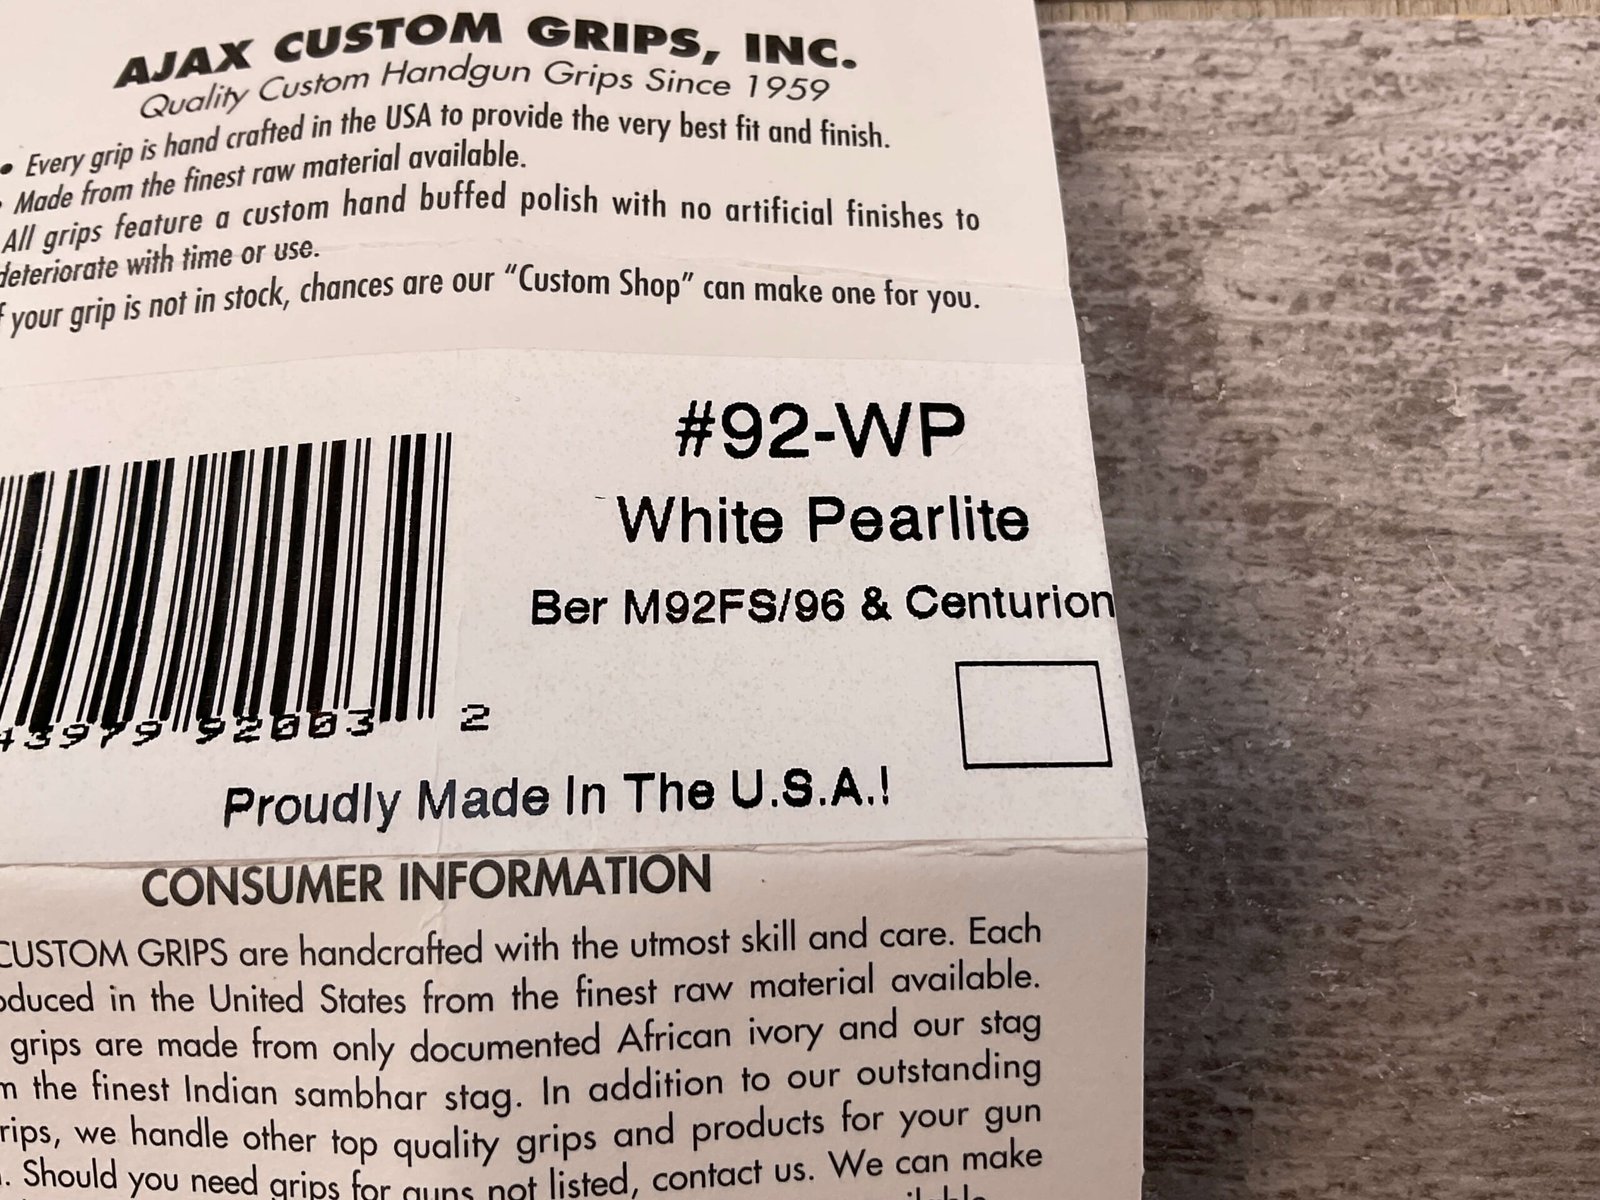 AJAX CUSTOM GRIPS, INC.
Quality Custom Handgun Grips Since 1959
• Every grip is hand crafted in the USA to provide the very best fit and finish.
• Made from the finest raw material available.
All grips feature a custom hand buffed polish with no artificial finishes to
deteriorate with time or use.
f your grip is not in stock, chances are our “Custom Shop” can make one for you.
#92-WP
White Pearlite
Ber M92FS/96 & Centurion
43979 92003 2
Proudly Made In The U.S.A.!
CONSUMER INFORMATION
CUSTOM GRIPS are handcrafted with the utmost skill and care. Each
oduced in the United States from the finest raw material available.
grips are made from only documented African ivory and our stag
m the finest Indian sambhar stag. In addition to our outstanding
rips, we handle other top quality grips and products for your gun
. Should you need grips for guns not listed, contact us. We can make